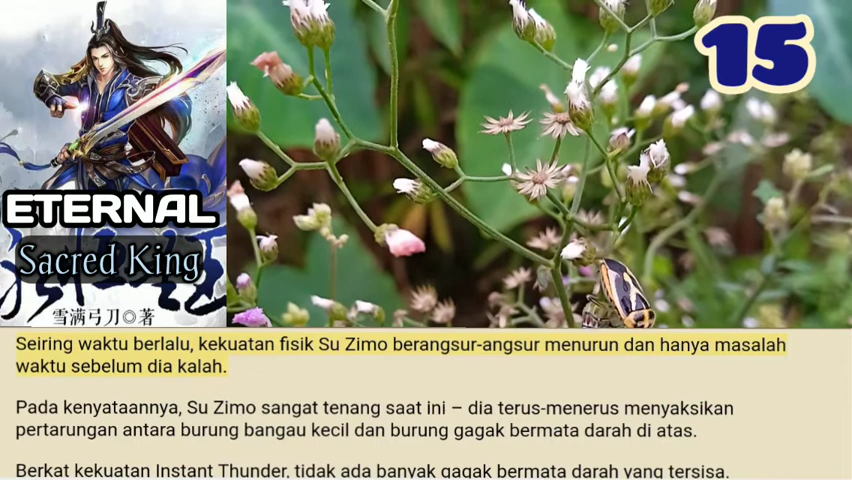 15
ETERNAL
Sacred King
雪满弓刀◎著
Seiring waktu berlalu, kekuatan fisik Su Zimo berangsur-angsur menurun dan hanya masalah
waktu sebelum dia kalah.
Pada kenyataannya, Su Zimo sangat tenang saat ini – dia terus-menerus menyaksikan
pertarungan antara burung bangau kecil dan burung gagak bermata darah di atas.
Berkat kekuatan Instant Thunder, tidak ada banyak gagak bermata darah yang tersisa.